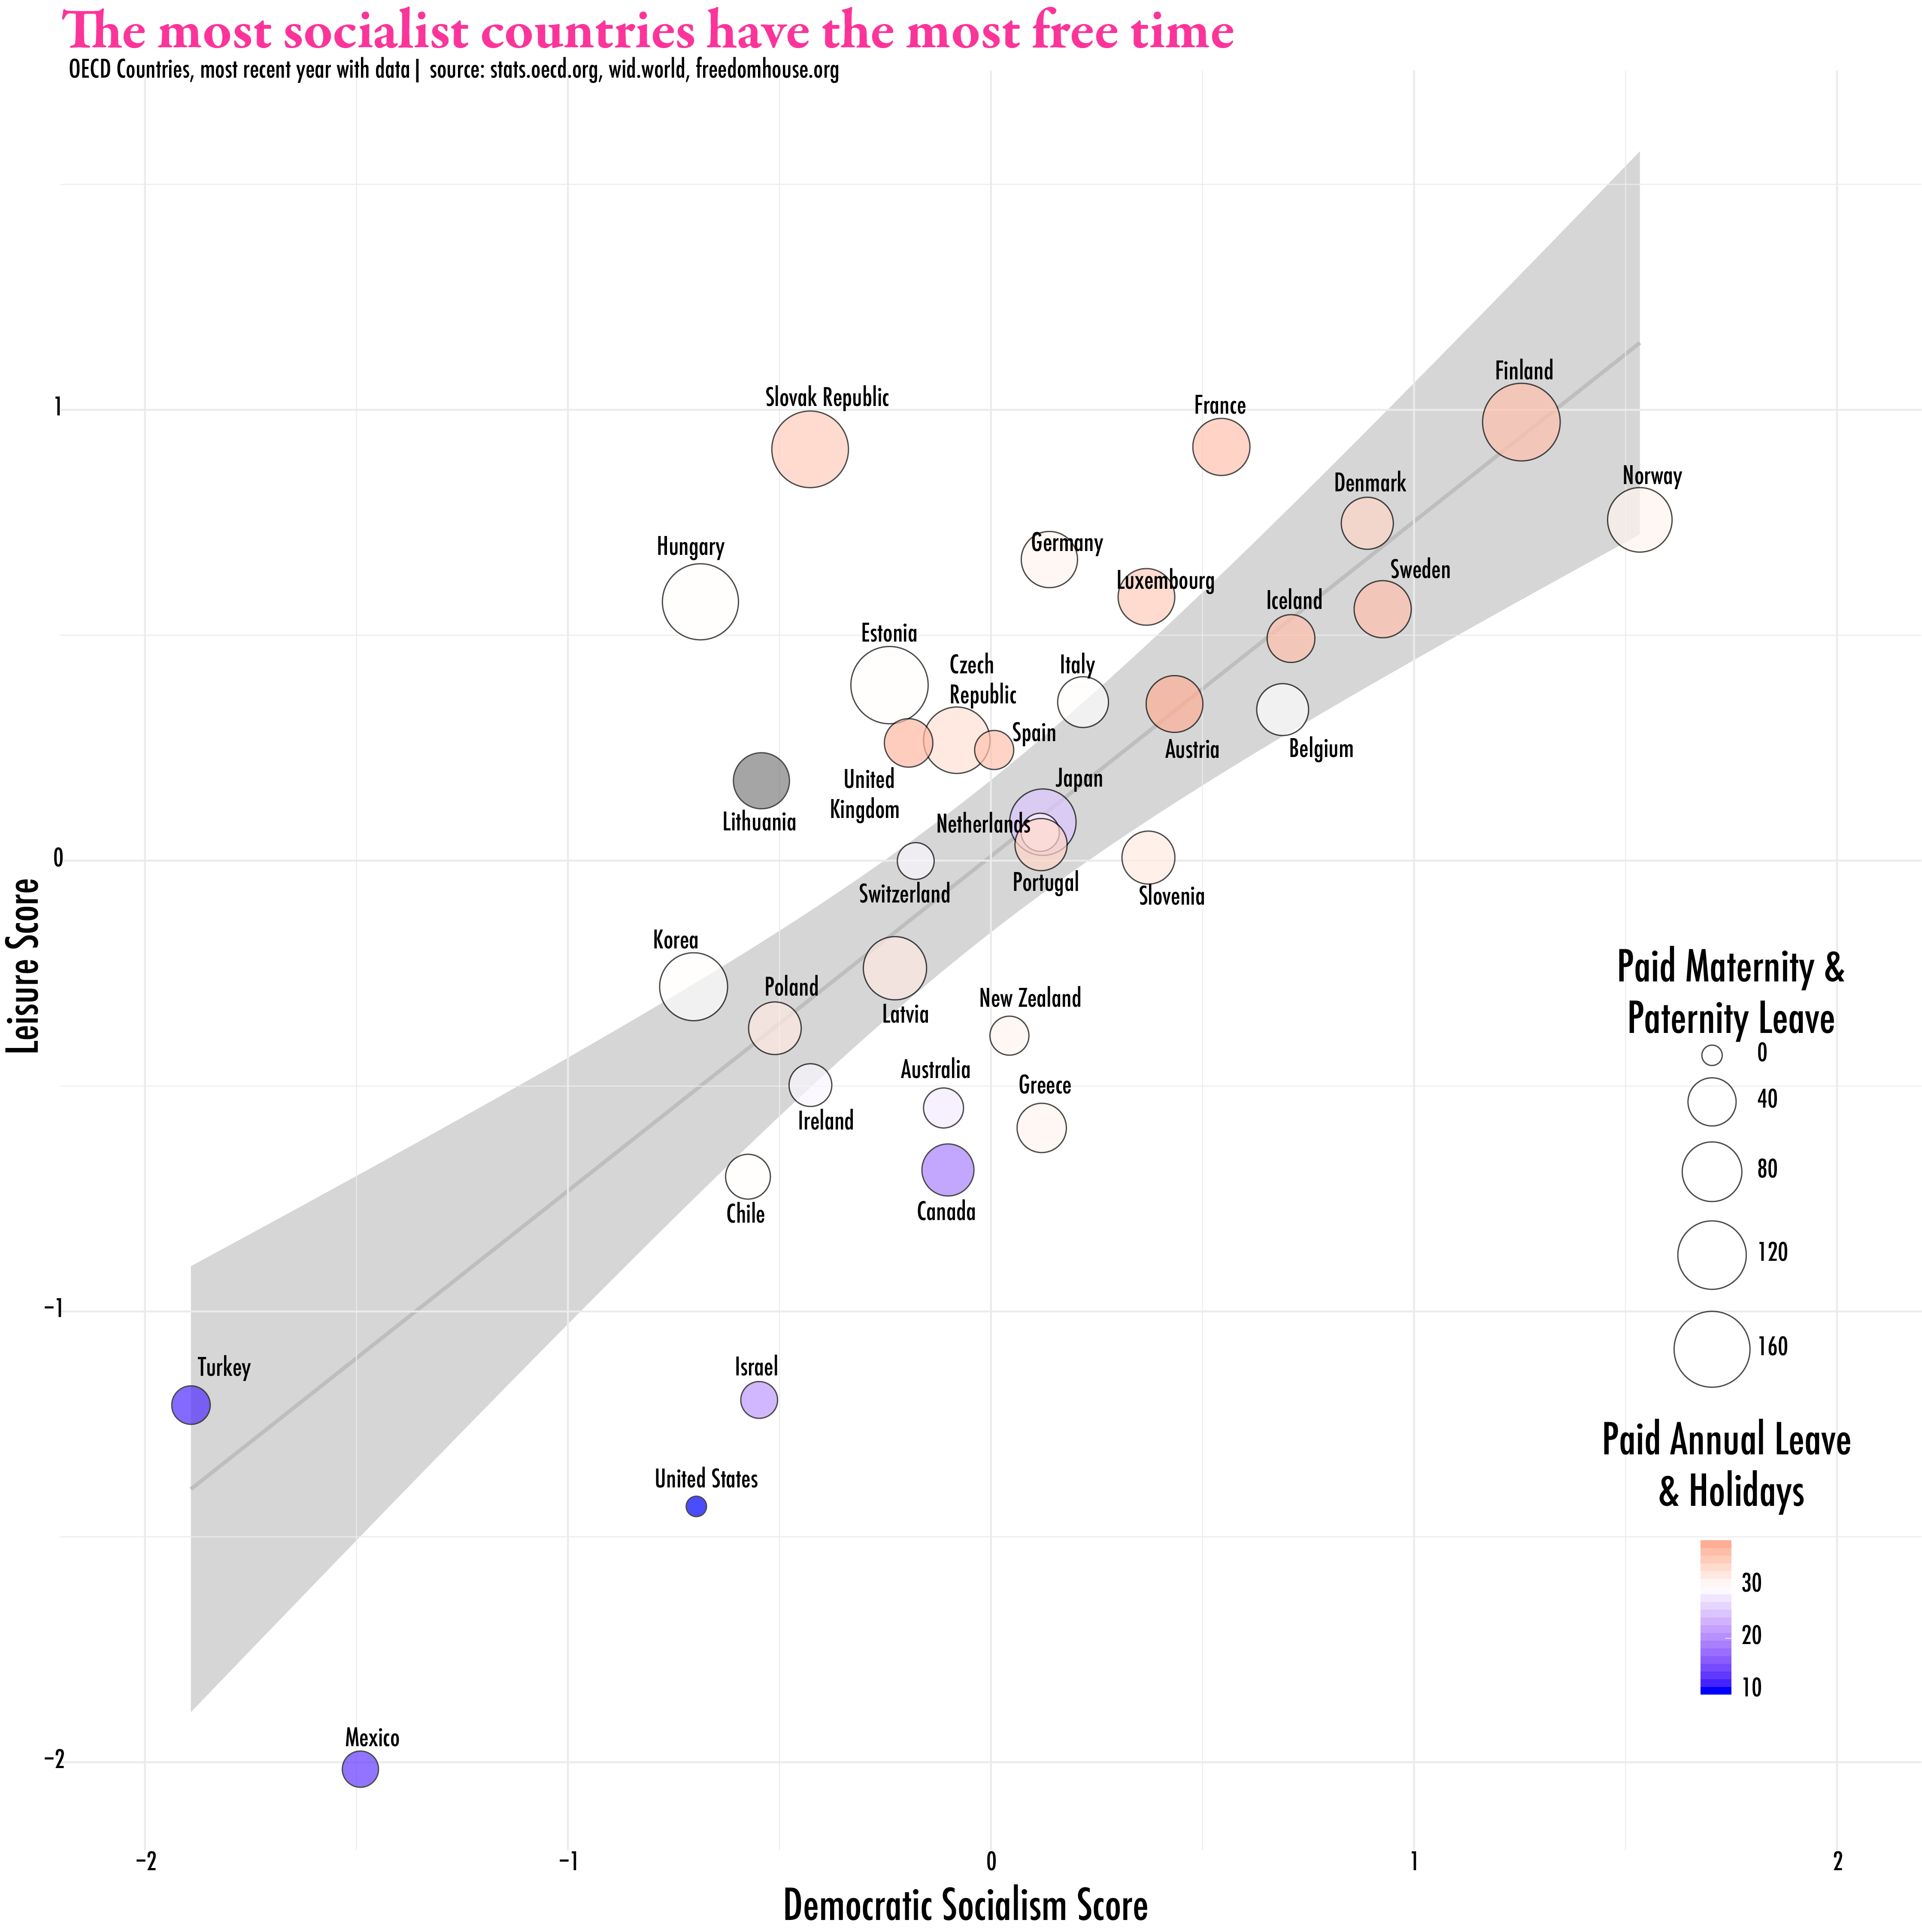 The most socialist countries have the most free time
OECD Countries, most recent year with data| source: stats.oecd.org, wid.world, freedomhouse.org
Finland
Slovak Republic
France
1
Norway
Denmark
Germany
Hungary
Sweden
Luxembourg
Iceland
Estonia
Czech
Republic
Italy
Spain
Austria
Belgium
United
Kingdom
Japan
Lithuania
Netherlands
0
Portugal
Switzerland
Slovenia
Korea
Poland
New Zealand
Latvia
Australia
Greece
Ireland
Canada
Chile
−1
Turkey
Israel
United States
Mexico
−2
Leisure Score
Paid Maternity &
Paternity Leave
0
40
80
120
160
Paid Annual Leave
& Holidays
30
20
10
−2
−1
0
1
2
Democratic Socialism Score